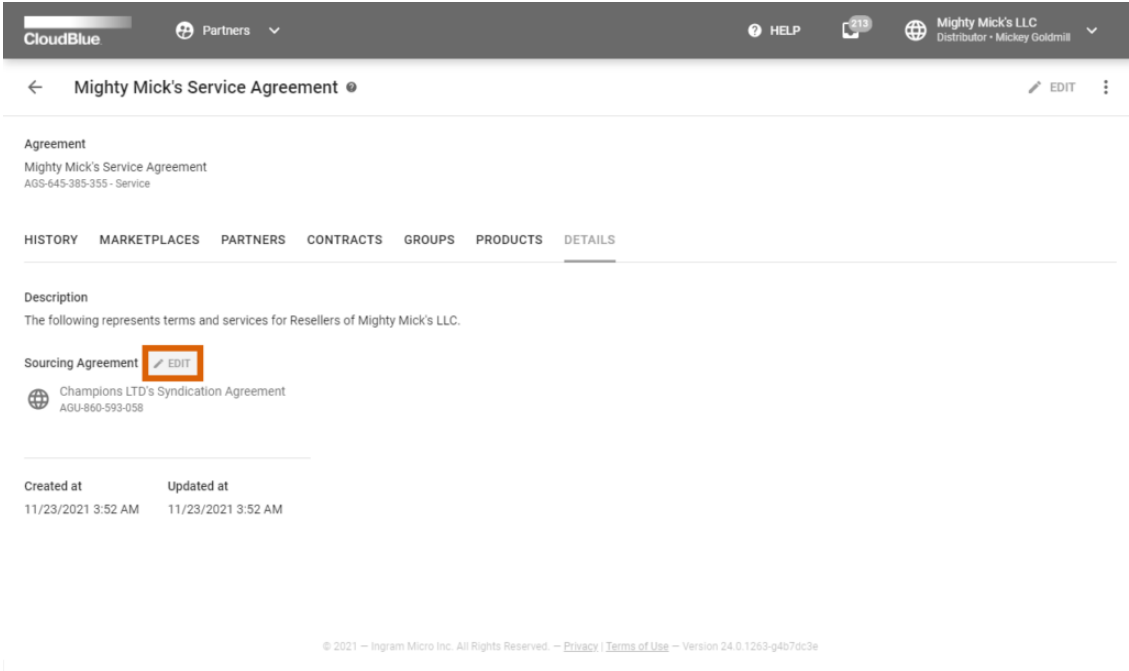 CloudBlue Partners HELP 213 Mighty Mick's LLC
Distributor • Mickey Goldmill
Mighty Mick's Service Agreement EDIT
Agreement
Mighty Mick's Service Agreement
AGS-645-385-355 - Service
HISTORY MARKETPLACES PARTNERS CONTRACTS GROUPS PRODUCTS DETAILS
Description
The following represents terms and services for Resellers of Mighty Mick's LLC.
Sourcing Agreement EDIT
Champions LTD's Syndication Agreement
AGU-860-593-058
Created at Updated at
11/23/2021 3:52 AM 11/23/2021 3:52 AM
© 2021 — Ingram Micro Inc. All Rights Reserved. — Privacy | Terms of Use — Version 24.0.1263-g4b7dc3e